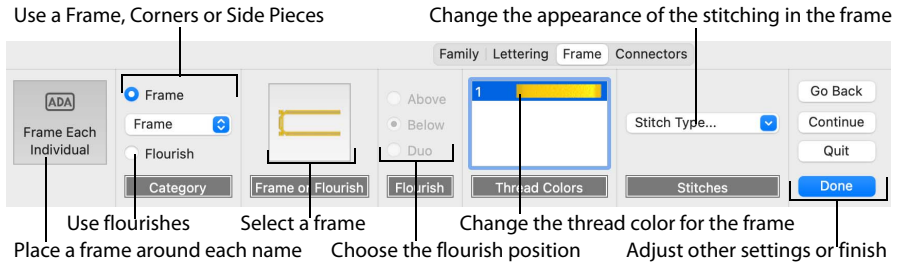 Use a Frame, Corners or Side Pieces
Change the appearance of the stitching in the frame
Family Lettering Frame Connectors
ADA
Frame Each
Individual
Frame
Frame
Flourish
Category
Frame or Flourish
Above
Below
Duo
Flourish
1
Thread Colors
Stitch Type...
Stitches
Go Back
Continue
Quit
Done
Use flourishes
Select a frame
Change the thread color for the frame
Place a frame around each name
Choose the flourish position
Adjust other settings or finish